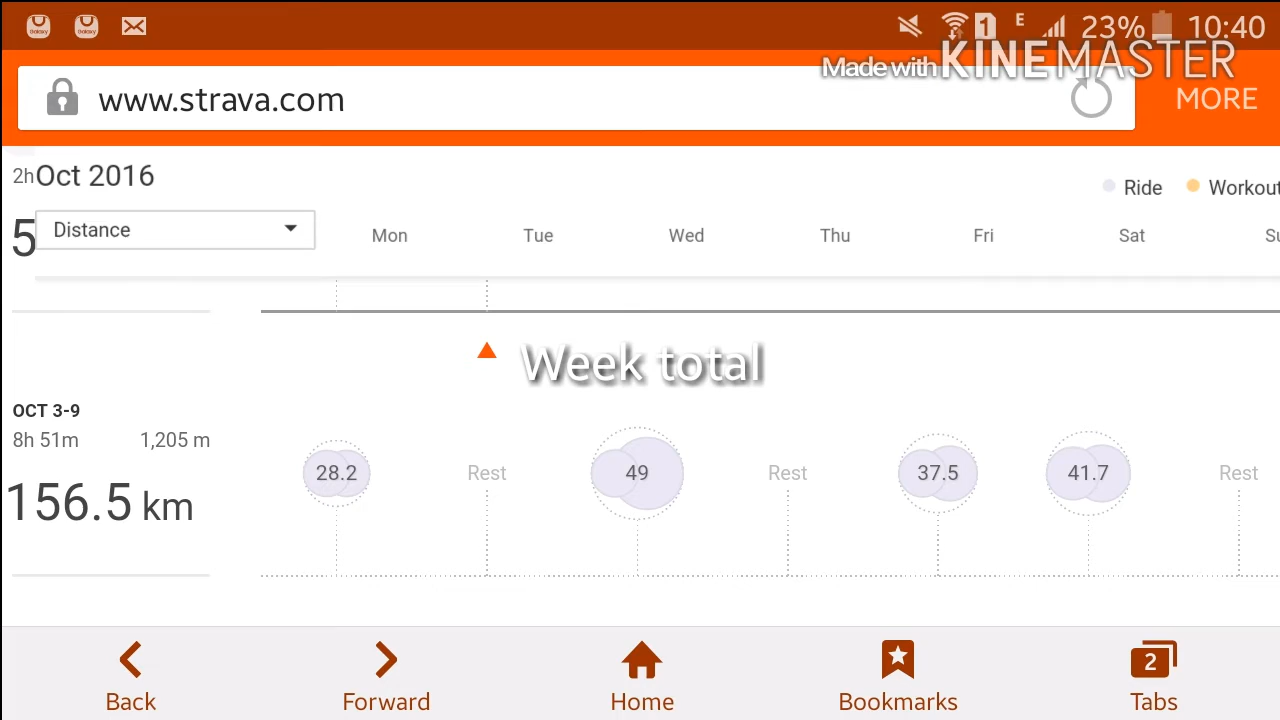 E 23% 10:40
Made with KINEMASTER
www.strava.com MORE
2h Oct 2016
Ride Workout
5 Distance Mon Tue Wed Thu Fri Sat Su
Week total
OCT 3-9
8h 51m 1,205 m
156.5 km
28.2 Rest 49 Rest 37.5 41.7 Rest
2
Back Forward Home Bookmarks Tabs